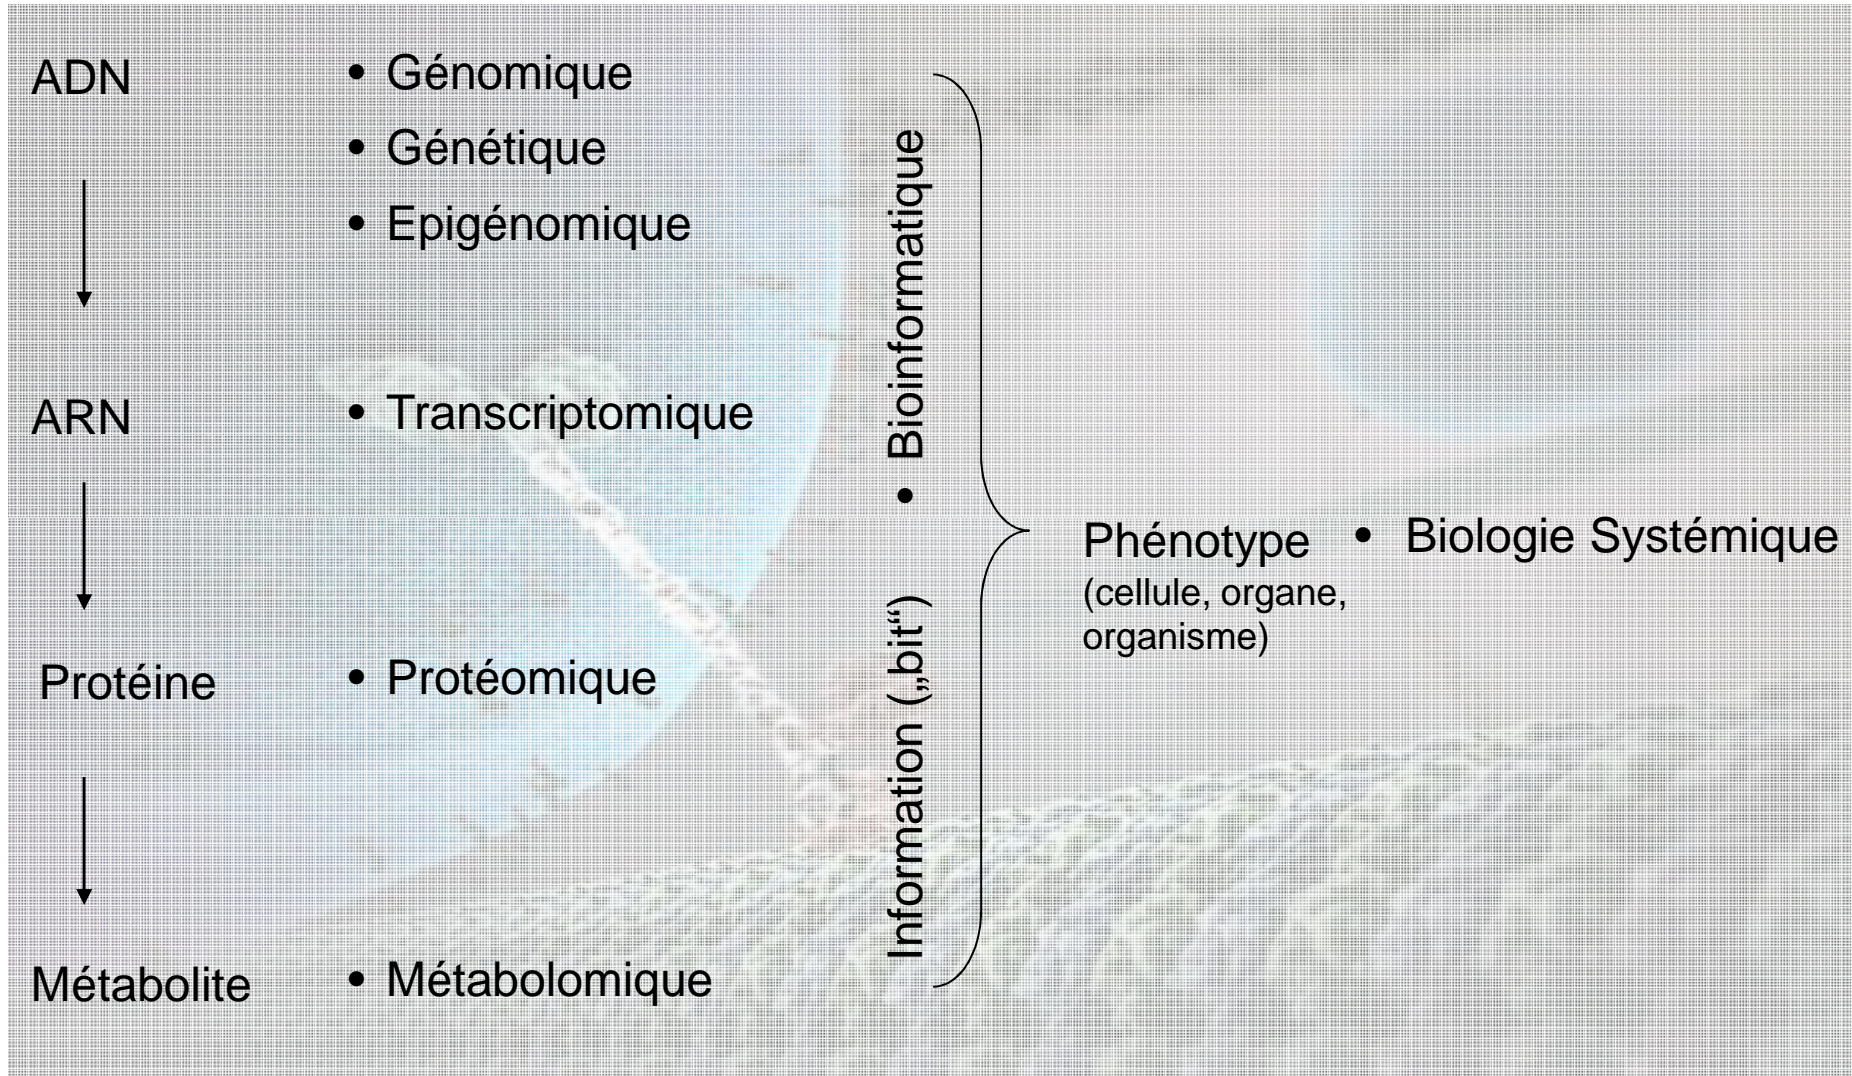 ADN
• Génomique
• Génétique
• Epigénomique
ARN
• Transcriptomique
Protéine
• Protéomique
Métabolite
• Métabolomique
Information („bit“)
• Bioinformatique
Phénotype
(cellule, organe,
organisme)
• Biologie Systémique